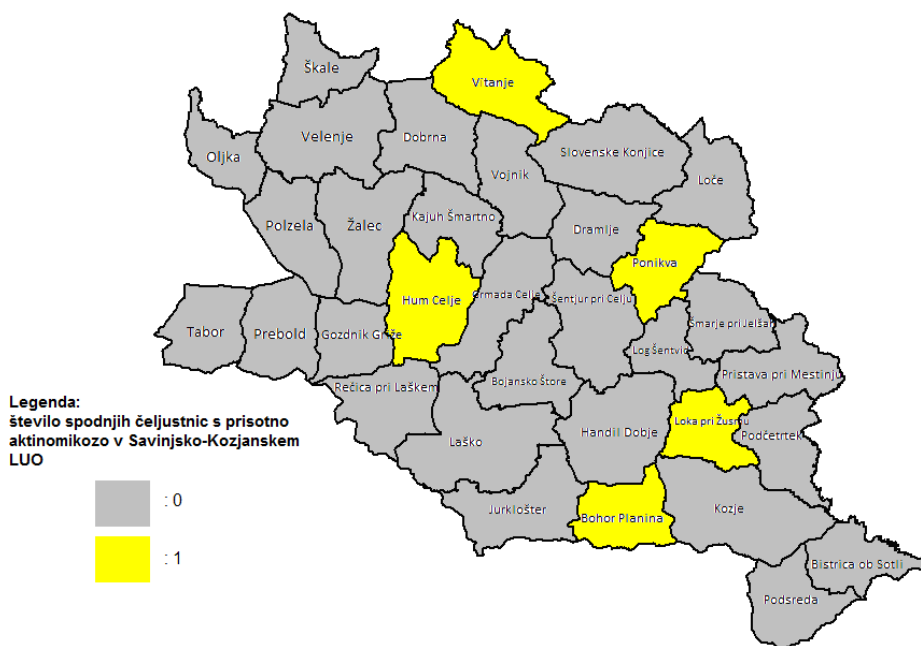 Škale
Vitanje
Velenje
Dobrna
Oljka
Vojnik
Slovenske Konjice
Loče
Polzela
Žalec
Kajuh Šmartno
Dramlje
Ponikva
Hum Celje
ermada Celje
Šentjur pri Celju
Tabor
Prebold
Gozdnik Griže
Šmarje pri Jelšah
Log Šentvid
Pristava pri Mestinju
Rečica pri Laškem
Bojansko Štore
Loka pri Žusmu
Podčetrtek
Laško
Handil Dobje
Jurklošter
Bohor Planina
Kozje
Bistrica ob Sotli
Podsreda
Legenda:
število spodnjih čeljustnic s prisotno
aktinomikozo v Savinjsko-Kozjanskem
LUO
: 0
: 1